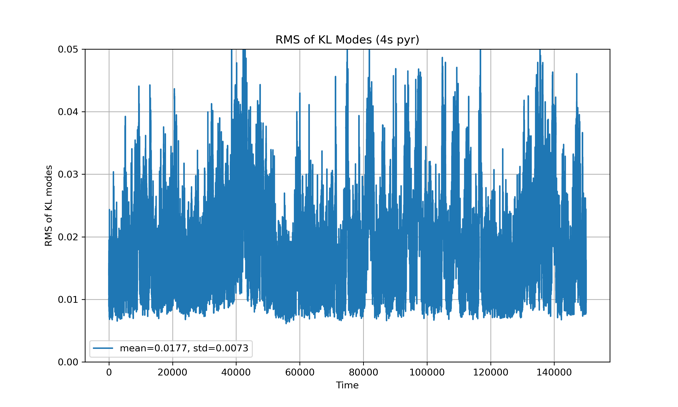 RMS of KL Modes (4s pyr)
0.05
0.04
0.03
0.02
0.01
0.00
RMS of KL modes
mean=0.0177, std=0.0073
0 20000 40000 60000 80000 100000 120000 140000
Time